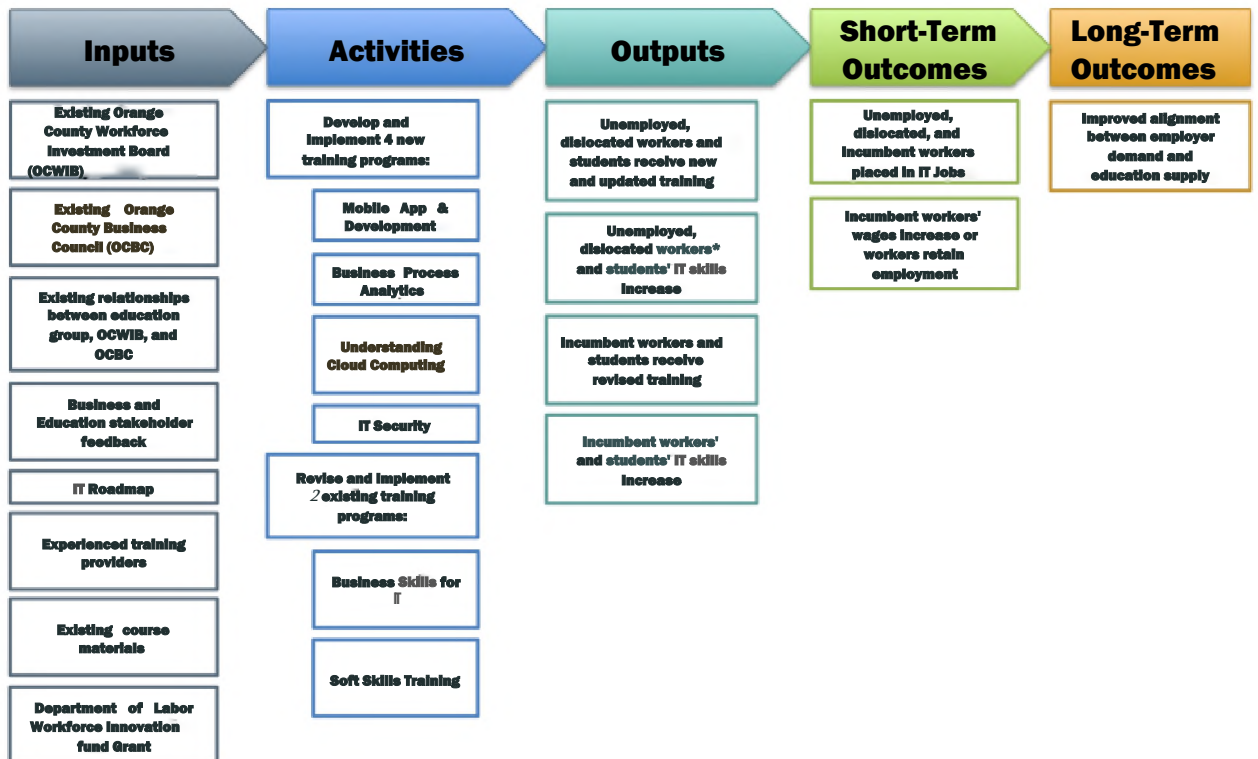 Inputs
Activities
Outputs
Short-Term
Outcomes
Long-Term
Outcomes
Existing Orange
County Workforce
Investment Board
(OCWIB)
Existing Orange
County Business
Council (OCBC)
Existing relationships
between education
group, OCWIB, and
OCBC
Business and
Education stakeholder
feedback
IT Roadmap
Experienced training
providers
Existing course
materials
Department of Labor
Workforce Innovation
fund Grant
Develop and
Implement 4 new
training programs:
Mobile App &
Development
Business Process
Analytics
Understanding
Cloud Computing
IT Security
Revise and Implement
2 existing training
programs:
Business Skills for
IT
Soft Skills Training
Unemployed,
dislocated workers and
students receive new
and updated training
Unemployed,
dislocated workers*
and students' IT skills
Increase
Incumbent workers and
students receive
revised training
Incumbent workers'
and students' IT skills
Increase
Unemployed,
dislocated, and
Incumbent workers
placed in IT Jobs
Incumbent workers'
wages increase or
workers retain
employment
Improved alignment
between employer
demand and
education supply